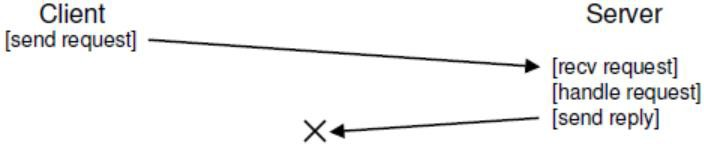 Client
Server
[send request]
[recv request]
[handle request]
[send reply]